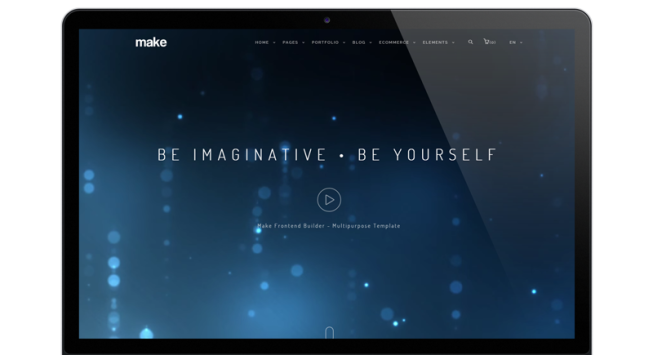 make HOME PAGES PORTFOLIO BLOG ECOMMERCE ELEMENTS (0) EN
BE IMAGINATIVE • BE YOURSELF
Make Frontend Builder - Multipurpose Template